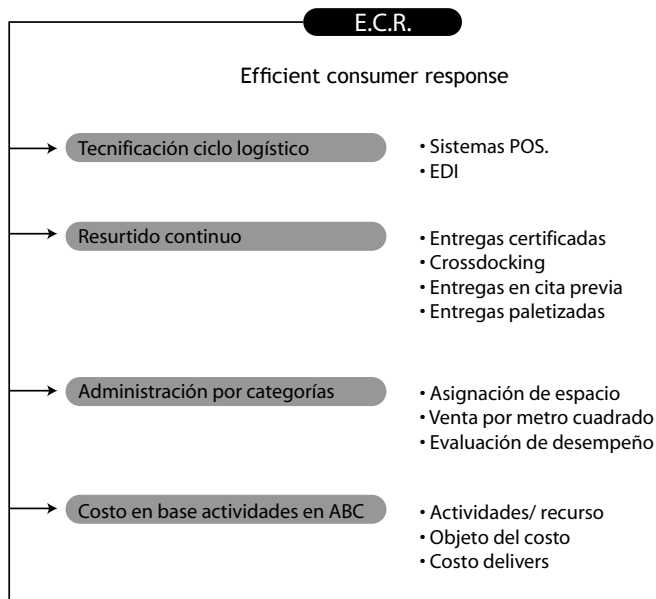 E.C.R.
Efficient consumer response
Tecnificación ciclo logístico
• Sistemas POS.
• EDI
Resurtido continuo
• Entregas certificadas
• Crossdocking
• Entregas en cita previa
• Entregas paletizadas
Administración por categorías
• Asignación de espacio
• Venta por metro cuadrado
• Evaluación de desempeño
Costo en base actividades en ABC
• Actividades/ recurso
• Objeto del costo
• Costo delivers